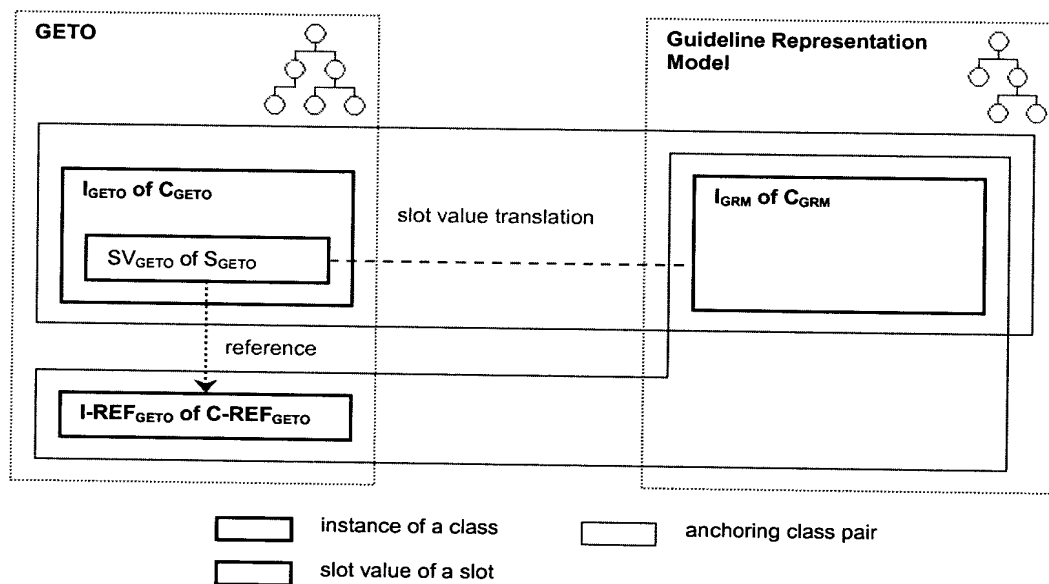 GETO
Guideline Representation
Model
I_GETO of C_GETO
I_GRM of C_GRM
slot value translation
SV_GETO of S_GETO
reference
I-REF_GETO of C-REF_GETO
instance of a class
anchoring class pair
slot value of a slot